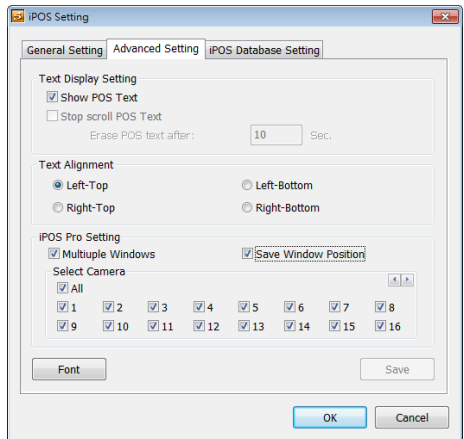 iPOS Setting
General Setting Advanced Setting iPOS Database Setting
Text Display Setting
Show POS Text
Stop scroll POS Text
Erase POS text after: 10 Sec.
Text Alignment
Left-Top Left-Bottom
Right-Top Right-Bottom
iPOS Pro Setting
Multiuple Windows Save Window Position
Select Camera
All
1 2 3 4 5 6 7 8
9 10 11 12 13 14 15 16
Font Save
OK Cancel